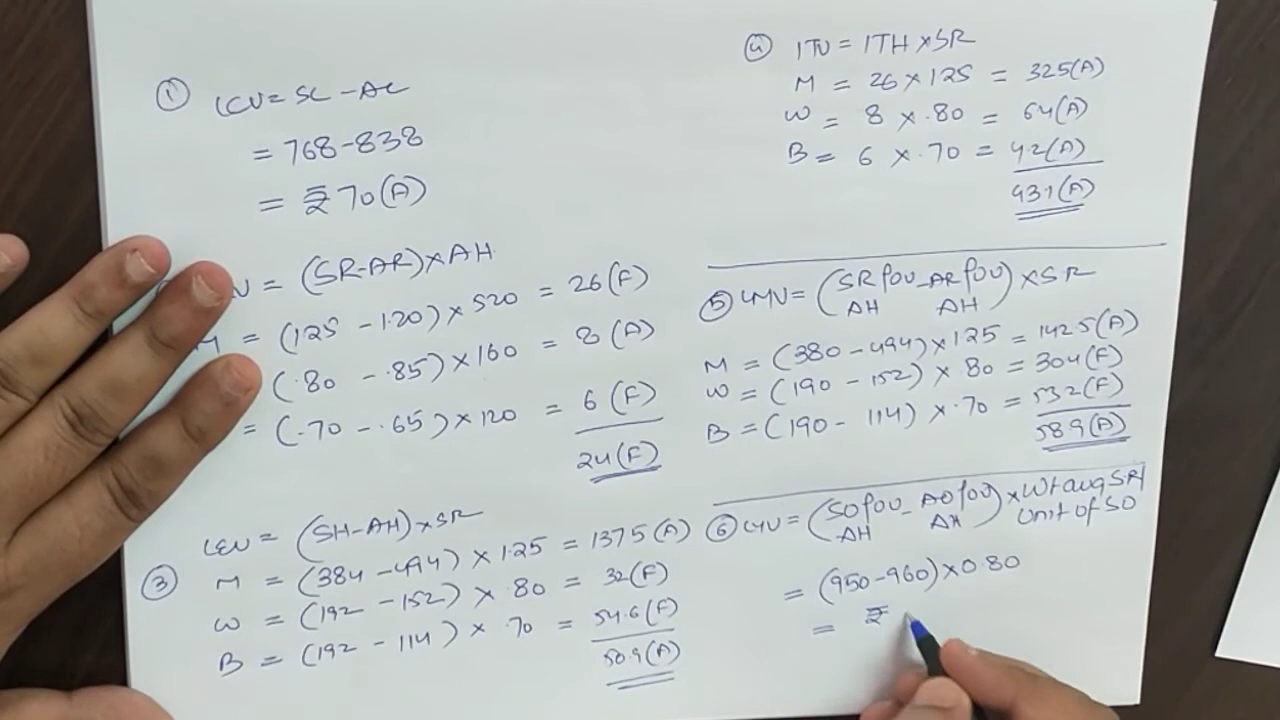 ① LCV = SC - AC
= 768 - 838
= ₹ 70 (A)
V = (SR-AR) × AH
M = (1.25 - 1.20) × 520 = 26 (F)
(.80 - .85) × 160 = 8 (A)
= (.70 - .65) × 120 = 6 (F)
24 (F)
③ LEV = (SH-AH) × SR
M = (384 - 494) × 1.25 = 137.5 (A)
W = (192 - 152) × .80 = 32 (F)
B = (192 - 114) × .70 = 54.6 (F)
50.9 (A)
④ ITV = ITH × SR
M = 26 × 1.25 = 32.5 (A)
W = 8 × .80 = 6.4 (A)
B = 6 × .70 = 4.2 (A)
43.1 (A)
⑤ LMV = (SR for AH - AR for AH) × SR
M = (380 - 494) × 1.25 = 142.5 (A)
W = (190 - 152) × .80 = 30.4 (F)
B = (190 - 114) × .70 = 53.2 (F)
58.9 (A)
⑥ LYV = (SO for AH - AO for AH) × Wt avg SR/
Unit of SO
= (950 - 960) × 0.80
= ₹